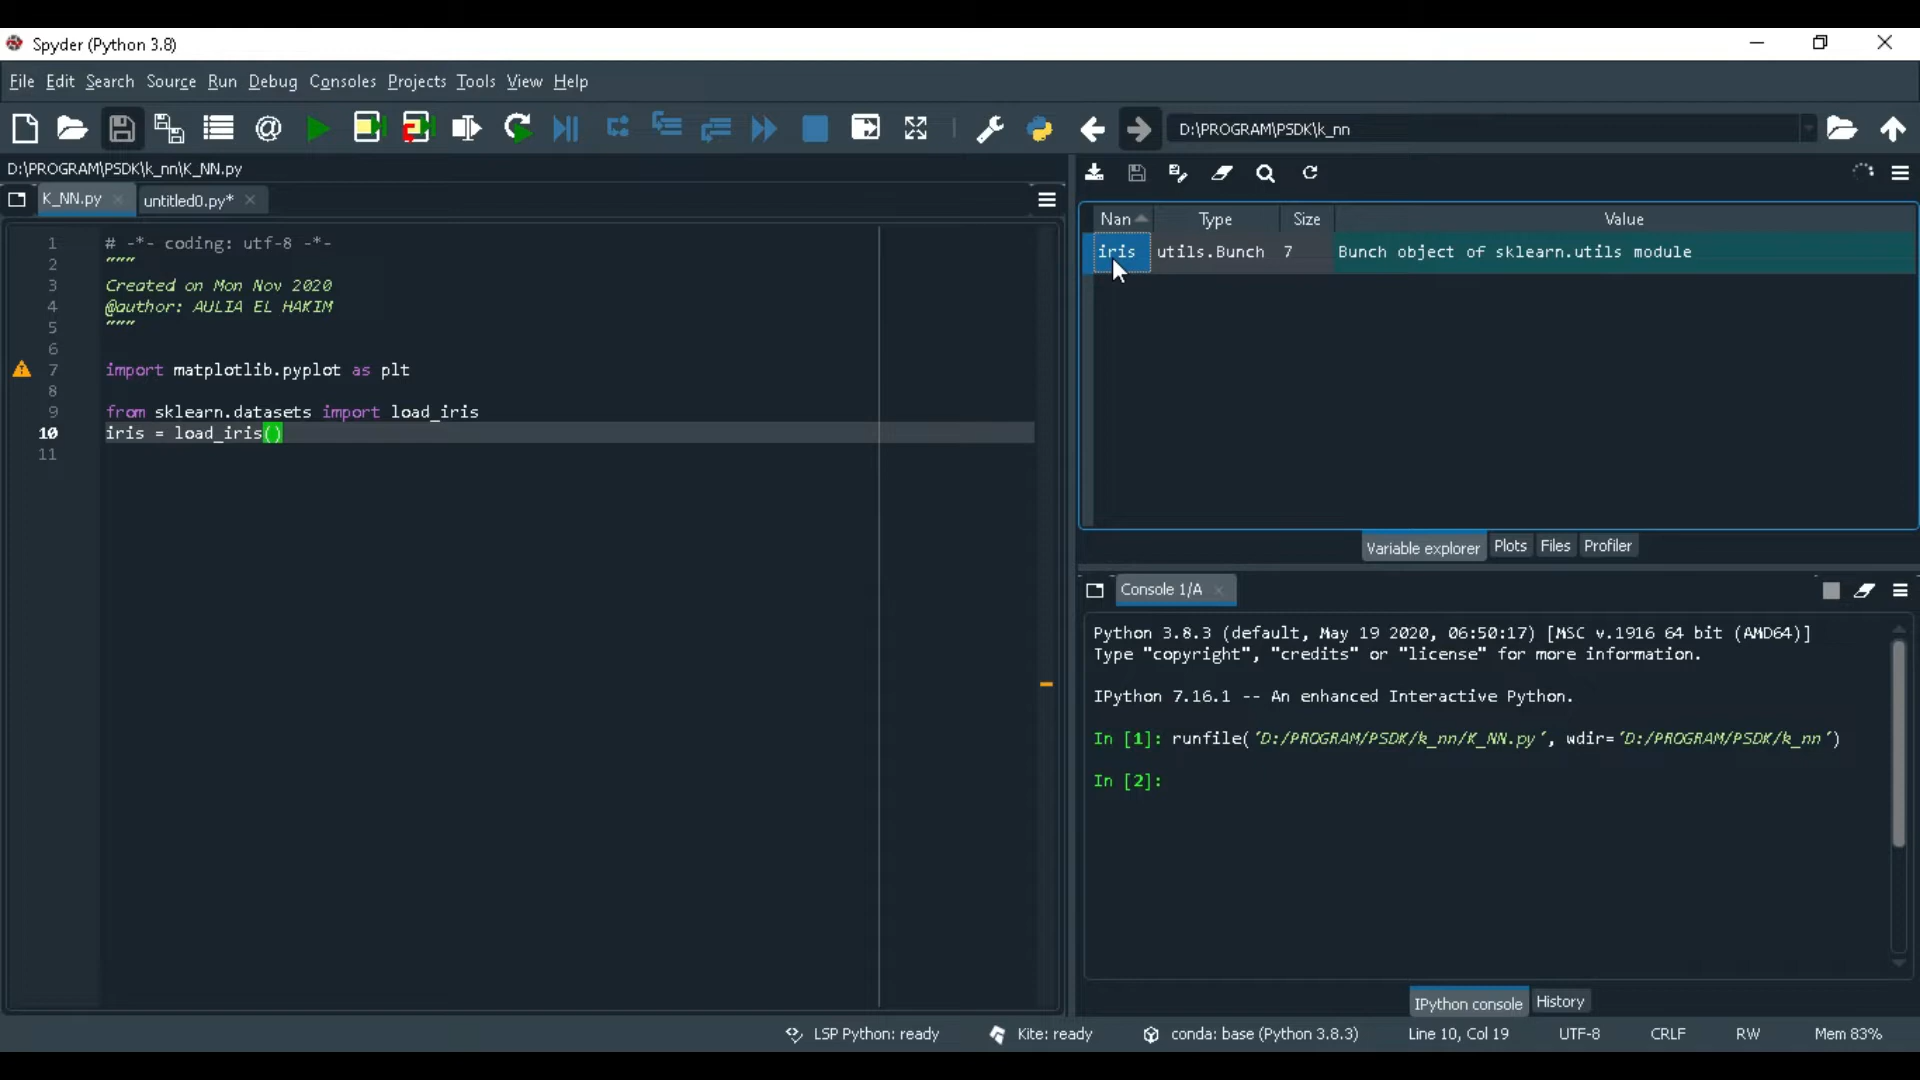 Spyder (Python 3.8)
File Edit Search Source Run Debug Consoles Projects Tools View Help
D:\PROGRAM\PSDK\k_nn
D:\PROGRAM\PSDK\k_nn\K_NN.py
K_NN.py
untitled0.py*
1 # -*- coding: utf-8 -*-
2 """
3 Created on Mon Nov 2020
4 @author: AULIA EL HAKIM
5 """
6
7 import matplotlib.pyplot as plt
8
9 from sklearn.datasets import load_iris
10 iris = load_iris()
11
Nan Type Size Value
iris utils.Bunch 7 Bunch object of sklearn.utils module
Variable explorer Plots Files Profiler
Console 1/A
Python 3.8.3 (default, May 19 2020, 06:50:17) [MSC v.1916 64 bit (AMD64)]
Type "copyright", "credits" or "license" for more information.
IPython 7.16.1 -- An enhanced Interactive Python.
In [1]: runfile('D:/PROGRAM/PSDK/k_nn/K_NN.py', wdir='D:/PROGRAM/PSDK/k_nn')
In [2]:
IPython console History
LSP Python: ready Kite: ready conda: base (Python 3.8.3) Line 10, Col 19 UTF-8 CRLF RW Mem 83%